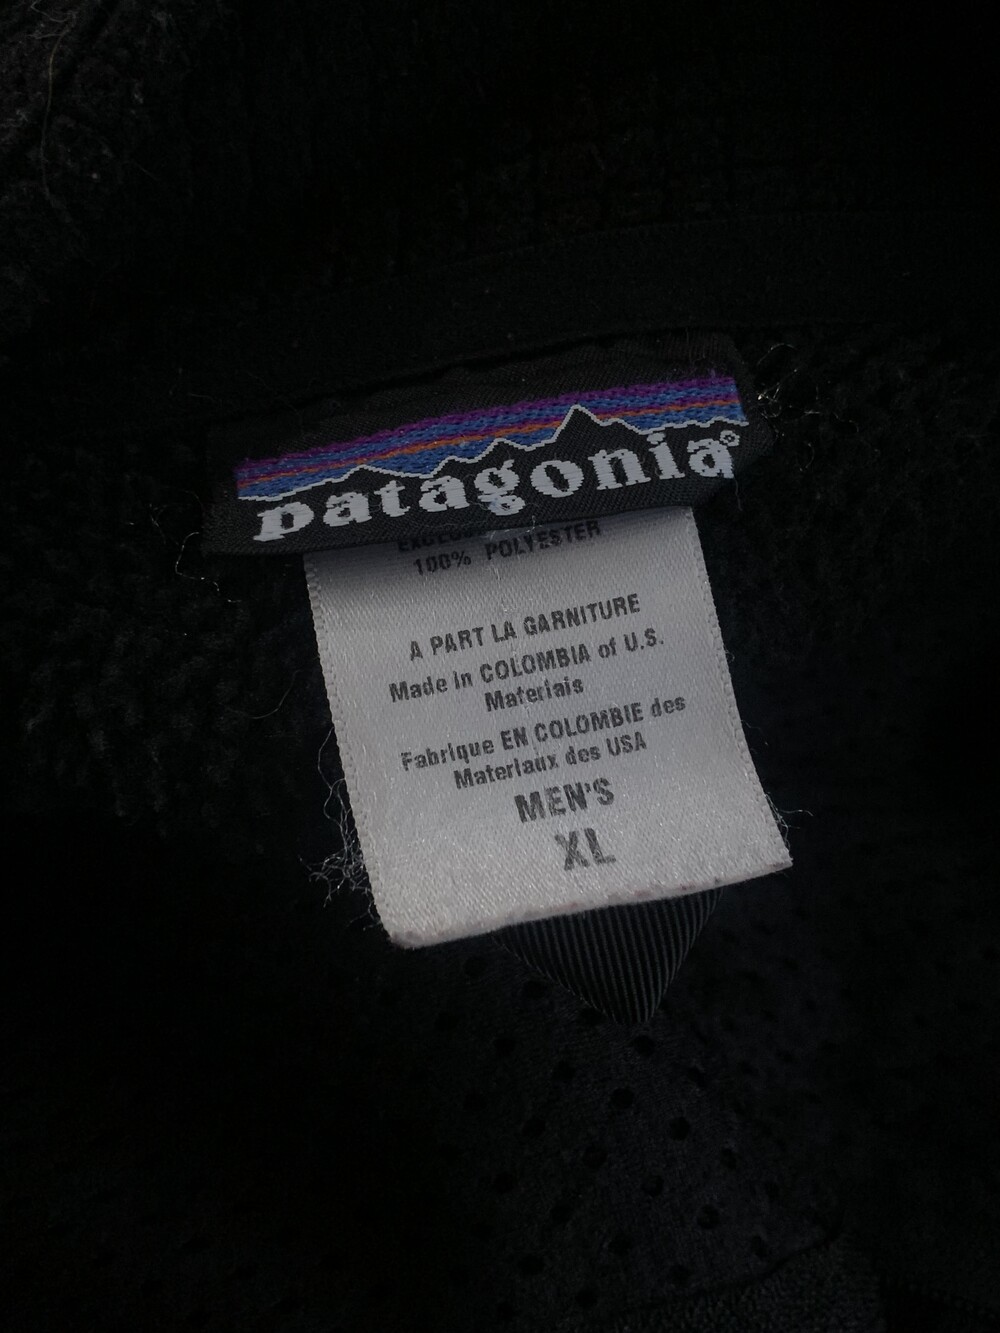 patagonia®
100% POLYESTER
A PART LA GARNITURE
Made in COLOMBIA of U.S.
Materials
Fabrique EN COLOMBIE des
Materiaux des USA
MEN'S
XL